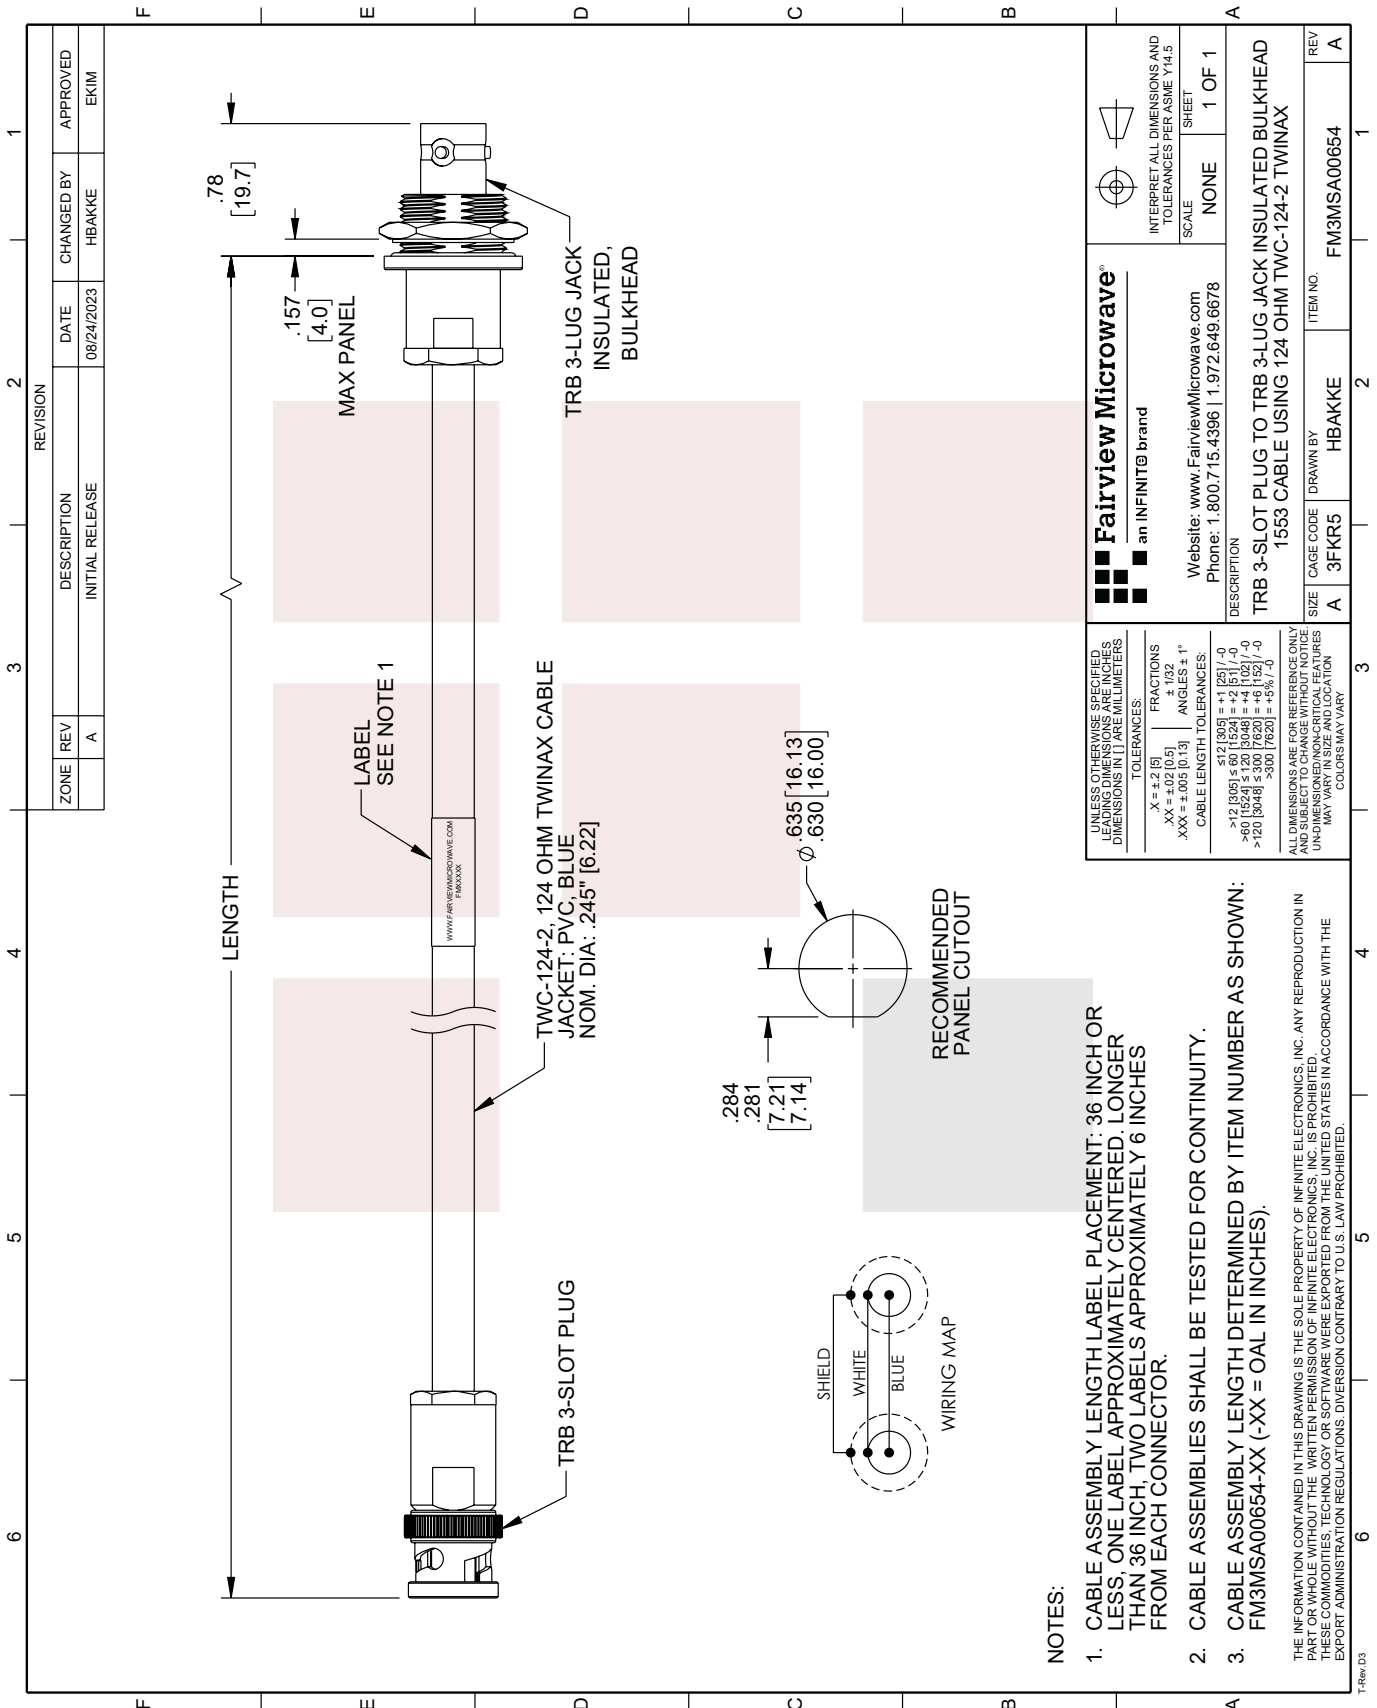 REVISION
ZONE REV DESCRIPTION DATE CHANGED BY APPROVED
A INITIAL RELEASE 08/24/2023 HBAKKE EKIM
6 5 4 3 2 1
F
E
D
C
B
A
LENGTH
.78
[19.7]
.157
[4.0]
MAX PANEL
LABEL
SEE NOTE 1
WWW.FAIRVIEWMICROWAVE.COM
FMXXXXX
TRB 3-SLOT PLUG
TWC-124-2, 124 OHM TWINAX CABLE
JACKET: PVC, BLUE
NOM. DIA: .245" [6.22]
TRB 3-LUG JACK
INSULATED,
BULKHEAD
SHIELD
WHITE
BLUE
WIRING MAP
.284
.281
[7.21]
[7.14]
Ø .635 [16.13]
.630 [16.00]
RECOMMENDED
PANEL CUTOUT
NOTES:
1. CABLE ASSEMBLY LENGTH LABEL PLACEMENT: 36 INCH OR
LESS, ONE LABEL APPROXIMATELY CENTERED. LONGER
THAN 36 INCH, TWO LABELS APPROXIMATELY 6 INCHES
FROM EACH CONNECTOR.
2. CABLE ASSEMBLIES SHALL BE TESTED FOR CONTINUITY.
3. CABLE ASSEMBLY LENGTH DETERMINED BY ITEM NUMBER AS SHOWN:
FM3MSA00654-XX (-XX = OAL IN INCHES).
THE INFORMATION CONTAINED IN THIS DRAWING IS THE SOLE PROPERTY OF INFINITE ELECTRONICS, INC. ANY REPRODUCTION IN
PART OR WHOLE WITHOUT THE WRITTEN PERMISSION OF INFINITE ELECTRONICS, INC. IS PROHIBITED.
THESE COMMODITIES, TECHNOLOGY OR SOFTWARE WERE EXPORTED FROM THE UNITED STATES IN ACCORDANCE WITH THE
EXPORT ADMINISTRATION REGULATIONS. DIVERSION CONTRARY TO U.S. LAW PROHIBITED.
UNLESS OTHERWISE SPECIFIED
LEADING DIMENSIONS ARE INCHES
DIMENSIONS IN [ ] ARE MILLIMETERS
TOLERANCES:
.X = ±.2 [5] FRACTIONS
.XX = ±.02 [0.5] ± 1/32
.XXX = ±.005 [0.13] ANGLES ± 1°
CABLE LENGTH TOLERANCES:
≤12 [305] = +1 [25] / -0
>12 [305] ≤ 60 [1524] = +2 [51] / -0
>60 [1524] ≤ 120 [3048] = +4 [102] / -0
>120 [3048] ≤ 300 [7620] = +6 [152] / -0
>300 [7620] = +5% / -0
ALL DIMENSIONS ARE FOR REFERENCE ONLY
AND SUBJECT TO CHANGE WITHOUT NOTICE.
UN-DIMENSIONED/NON-CRITICAL FEATURES
MAY VARY IN SIZE AND LOCATION
COLORS MAY VARY
Fairview Microwave®
an INFINIT℮ brand
Website: www.FairviewMicrowave.com
Phone: 1.800.715.4396 | 1.972.649.6678
INTERPRET ALL DIMENSIONS AND
TOLERANCES PER ASME Y14.5
SCALE SHEET
NONE 1 OF 1
DESCRIPTION
TRB 3-SLOT PLUG TO TRB 3-LUG JACK INSULATED BULKHEAD
1553 CABLE USING 124 OHM TWC-124-2 TWINAX
SIZE CAGE CODE DRAWN BY ITEM NO. REV
A 3FKR5 HBAKKE FM3MSA00654 A
F
E
D
C
B
A
6 5 4 3 2 1
T-Rev.D3